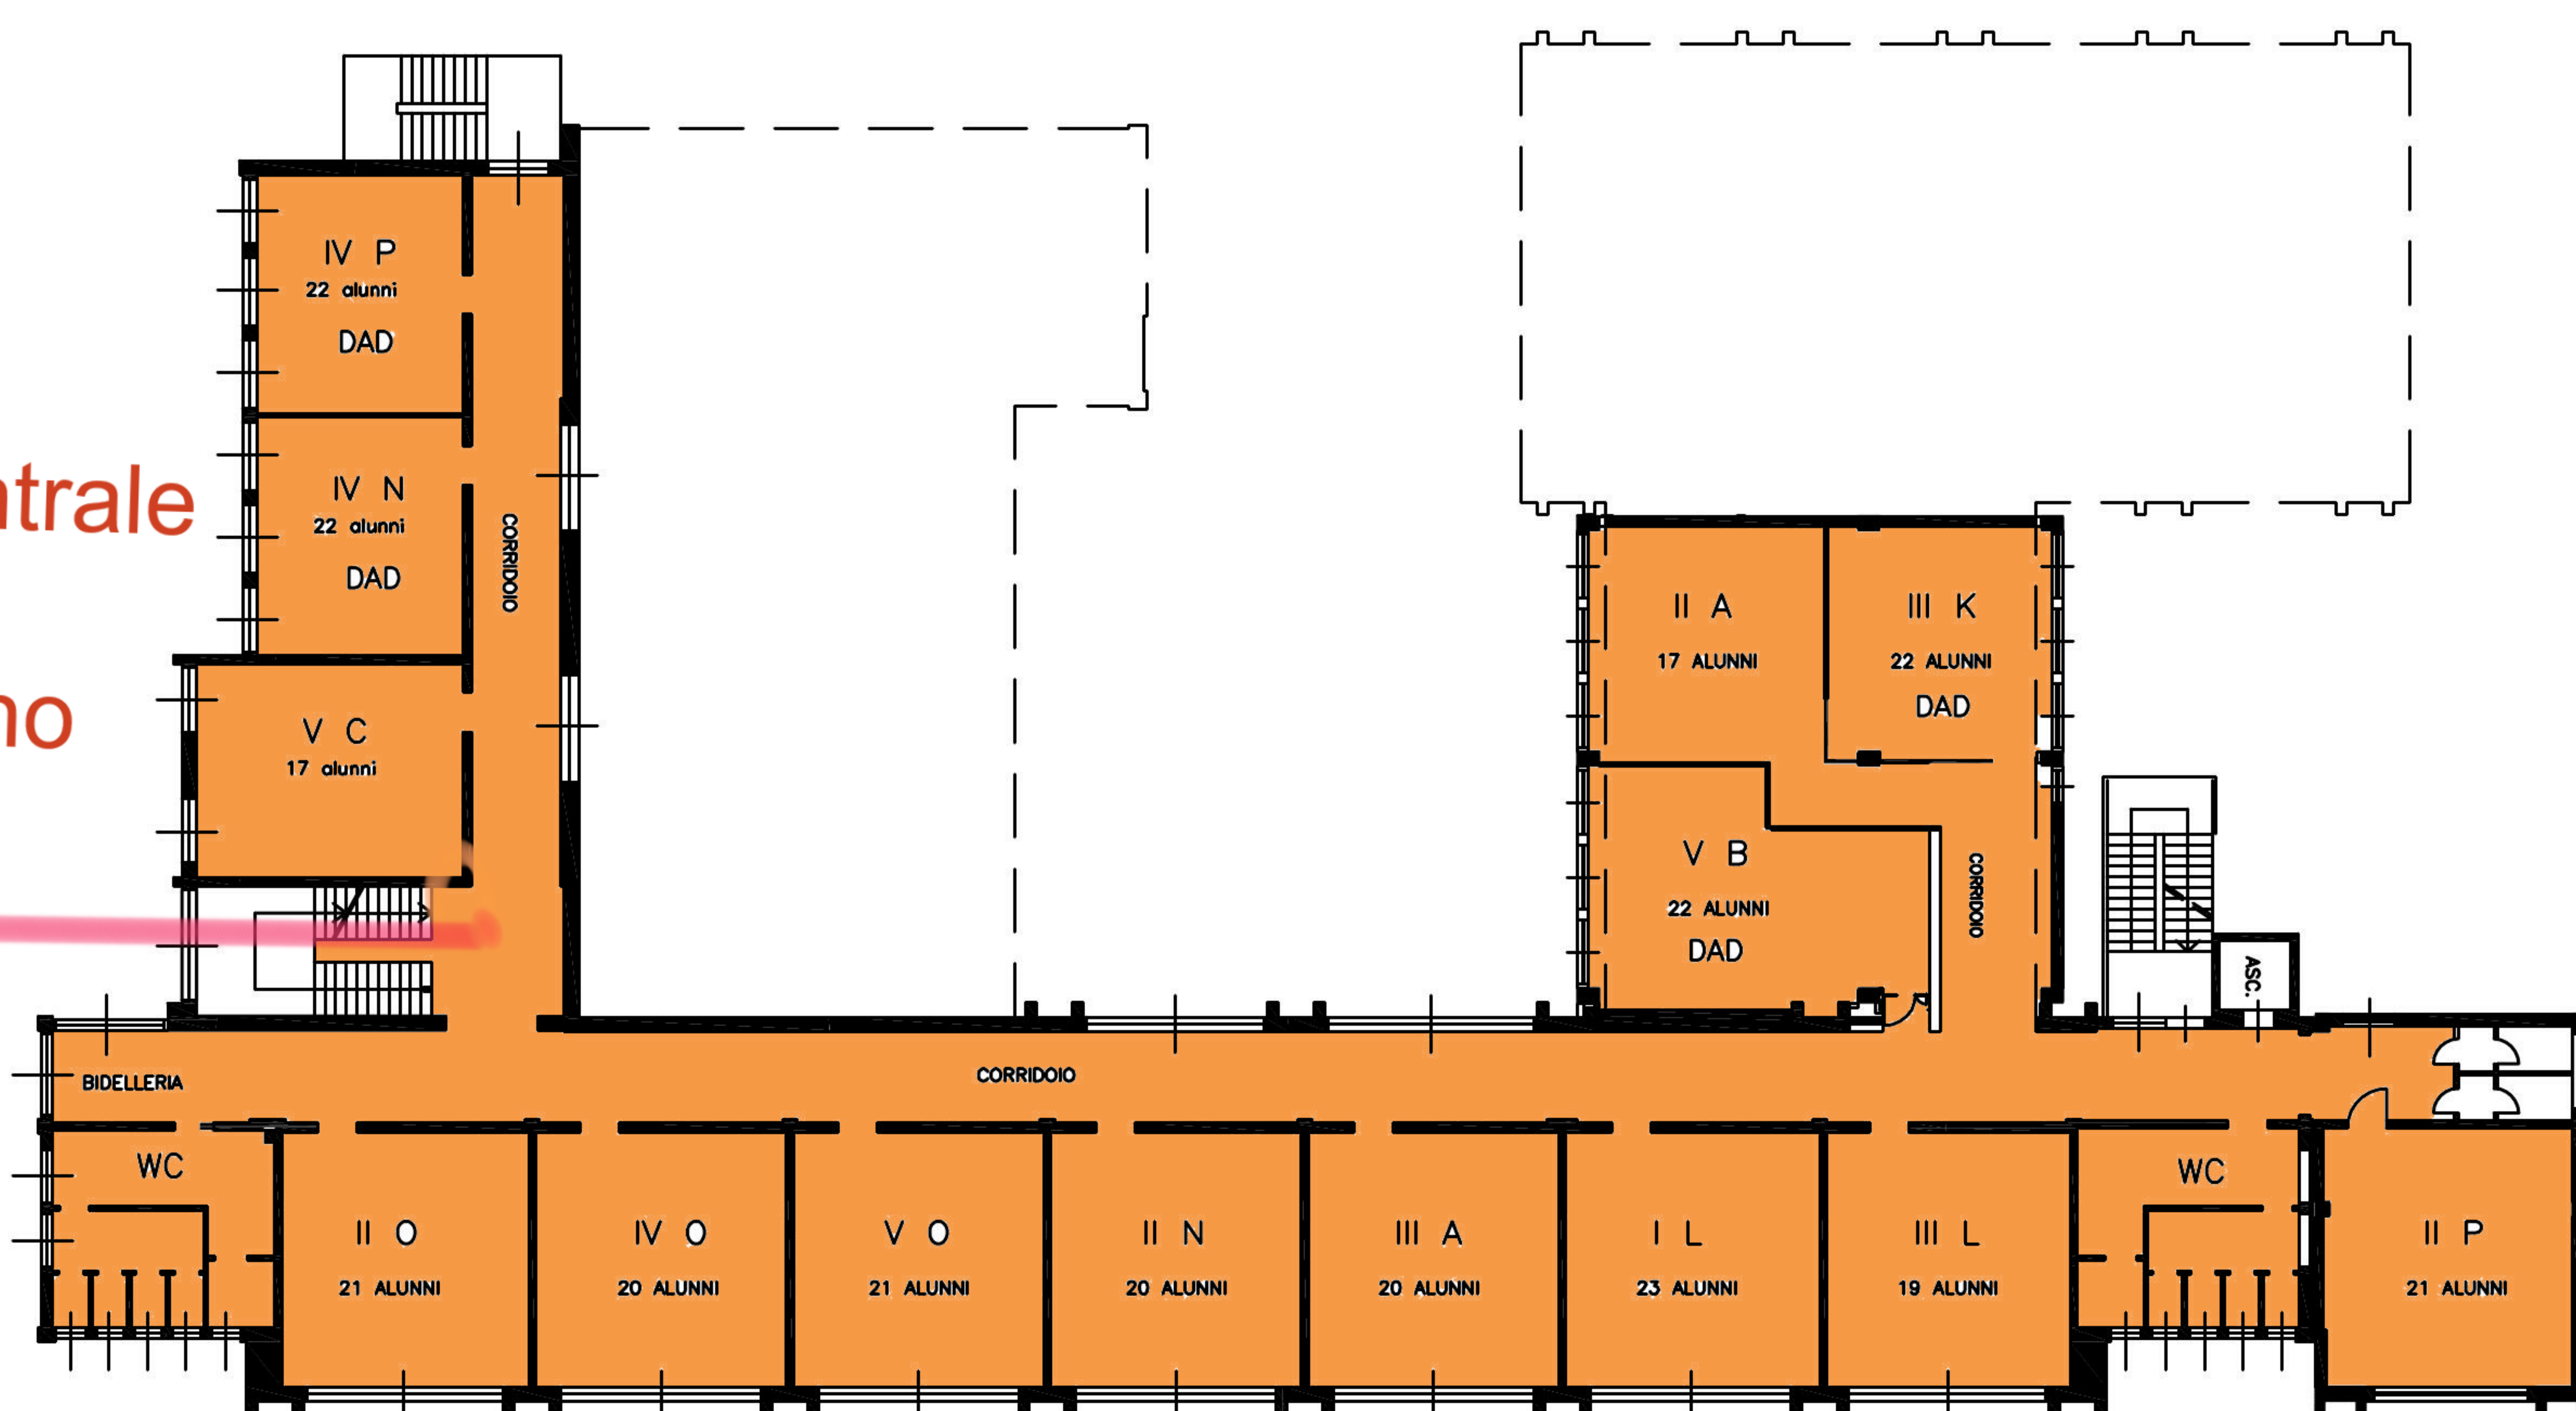 IV P
22 alunni
DAD
ntrale
IV N
22 alunni
DAD
CORRIDOIO
no
V C
17 alunni
II A
17 ALUNNI
III K
22 ALUNNI
DAD
V B
22 ALUNNI
DAD
CORRIDOIO
ASC.
BIDELLERIA
CORRIDOIO
WC
WC
II O
21 ALUNNI
IV O
20 ALUNNI
V O
21 ALUNNI
II N
20 ALUNNI
III A
20 ALUNNI
I L
23 ALUNNI
III L
19 ALUNNI
II P
21 ALUNNI